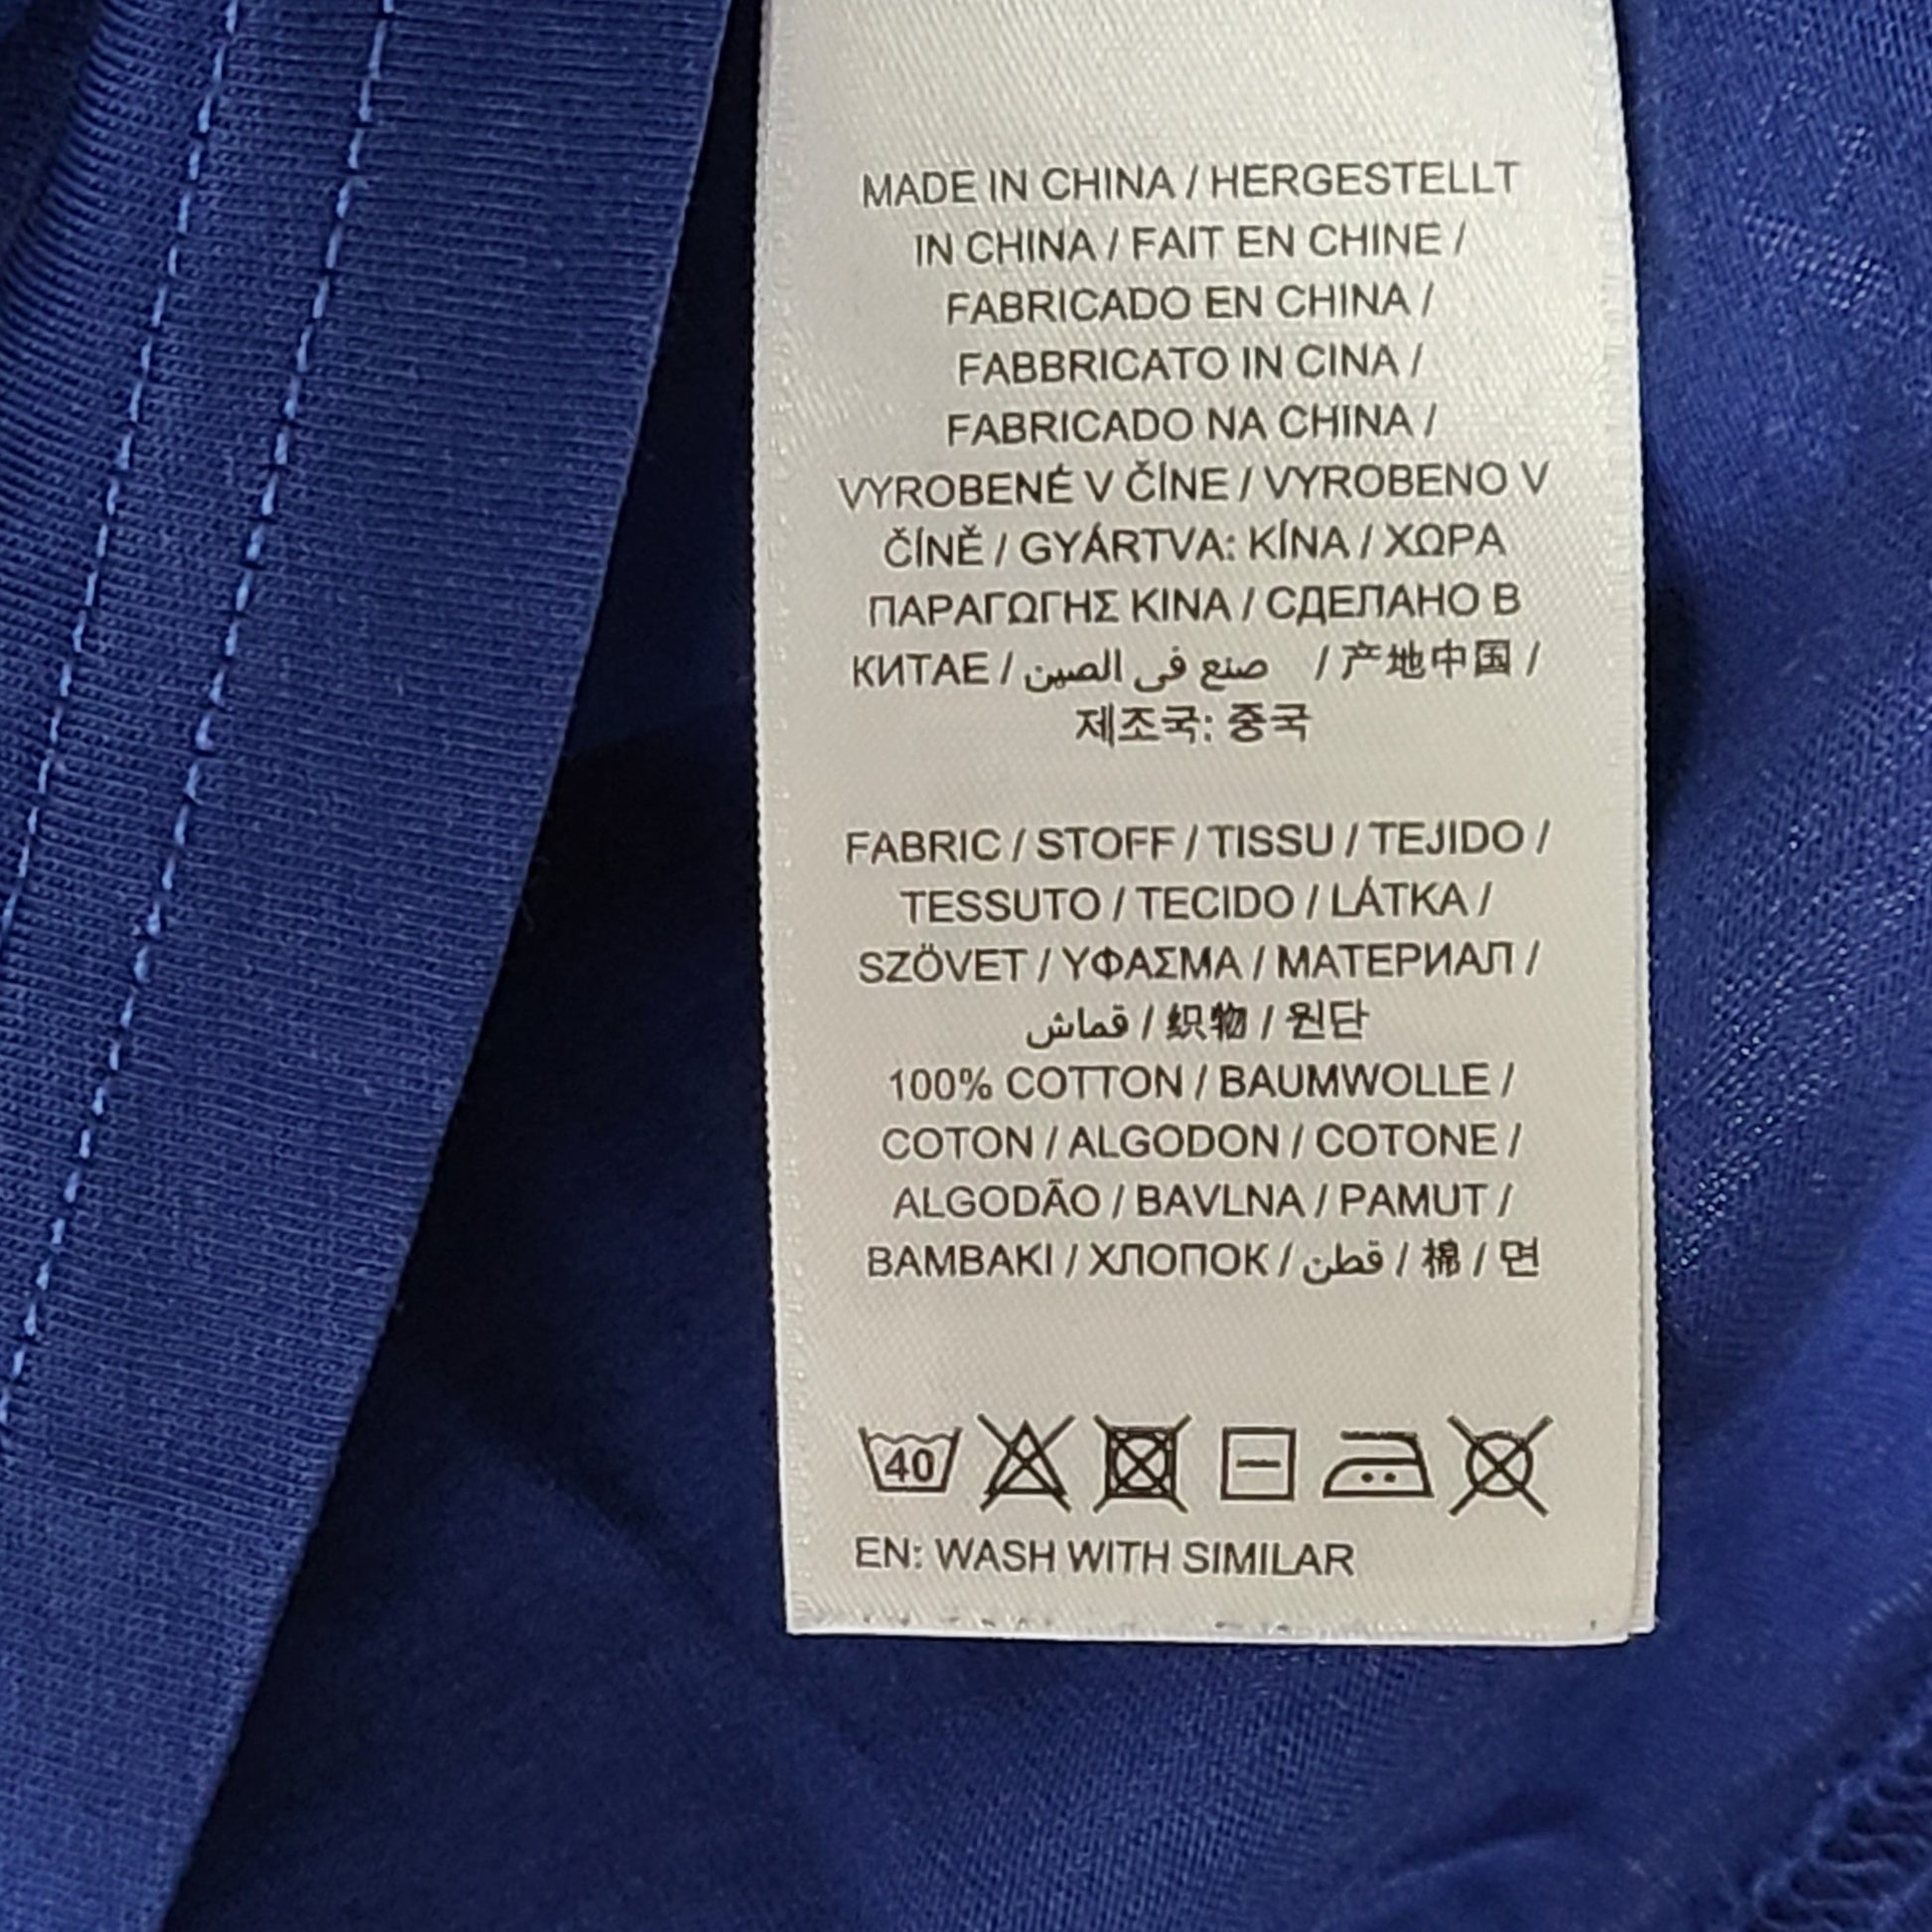 MADE IN CHINA / HERGESTELLT
IN CHINA / FAIT EN CHINE /
FABRICADO EN CHINA /
FABBRICATO IN CINA /
FABRICADO NA CHINA /
VYROBENÉ V ČÍNE / VYROBENO V
ČÍNĚ / GYÁRTVA: KÍNA / ΧΩΡΑ
ΠΑΡΑΓΩΓΗΣ ΚΙΝΑ / СДЕЛАНО В
КИТАЕ / صنع في الصين / 产地中国 /
제조국: 중국
FABRIC / STOFF / TISSU / TEJIDO /
TESSUTO / TECIDO / LÁTKA /
SZÖVET / ΥΦΑΣΜΑ / МАТЕРИАЛ /
قماش / 织物 / 원단
100% COTTON / BAUMWOLLE /
COTON / ALGODON / COTONE /
ALGODÃO / BAVLNA / PAMUT /
BAMBAKI / ХЛОПОК / قطن / 棉 / 면
40
EN: WASH WITH SIMILAR